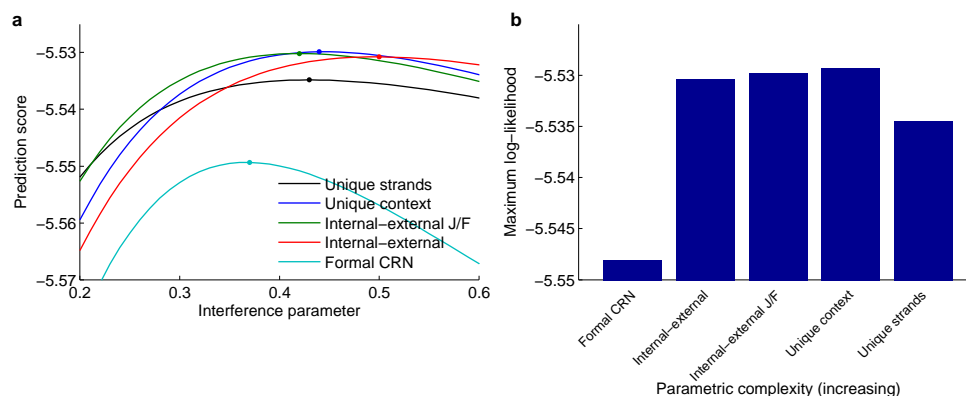 a
−5.53
−5.54
−5.55
−5.56
−5.57
Prediction score
0.2
0.3
0.4
0.5
0.6
Interference parameter
Unique strands
Unique context
Internal−external J/F
Internal−external
Formal CRN
b
−5.53
−5.535
−5.54
−5.545
−5.55
Maximum log−likelihood
Formal CRN
Internal−external
Internal−external J/F
Unique context
Unique strands
Parametric complexity (increasing)